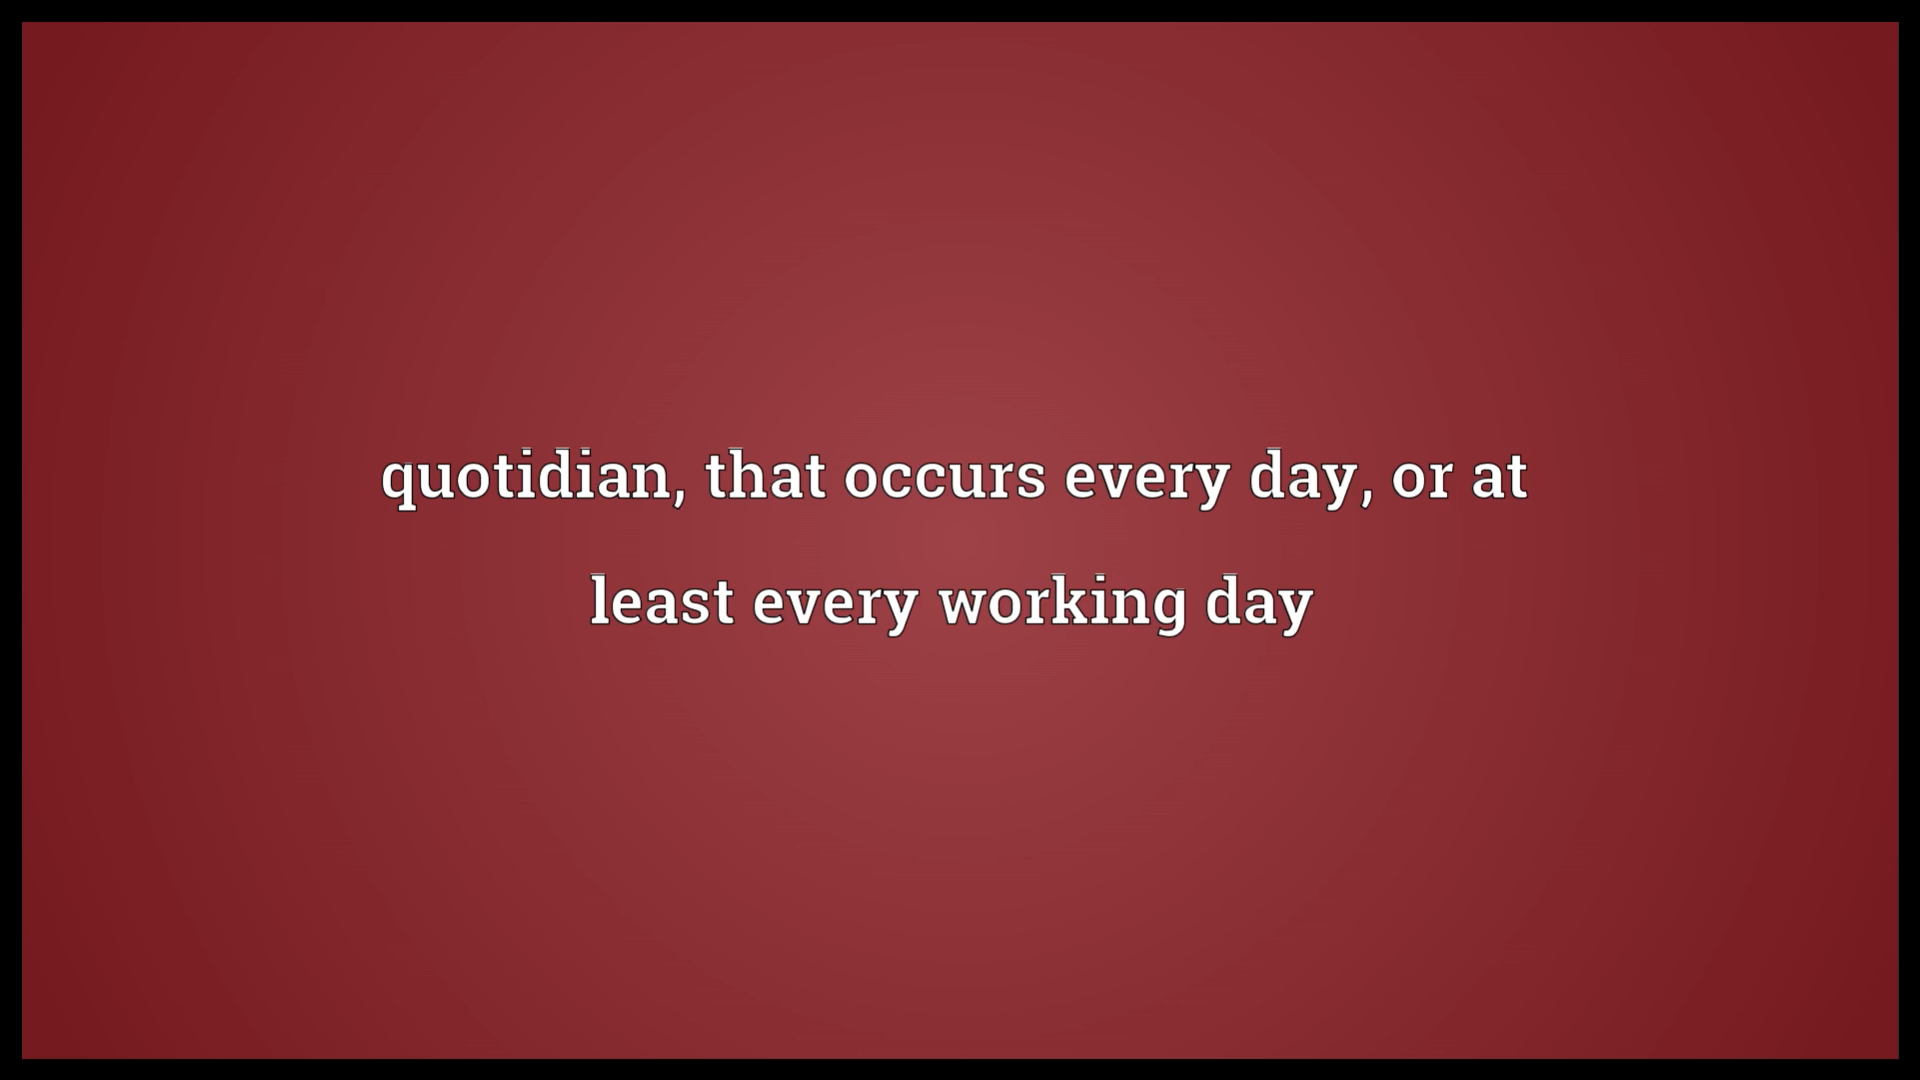 quotidian, that occurs every day, or at
least every working day